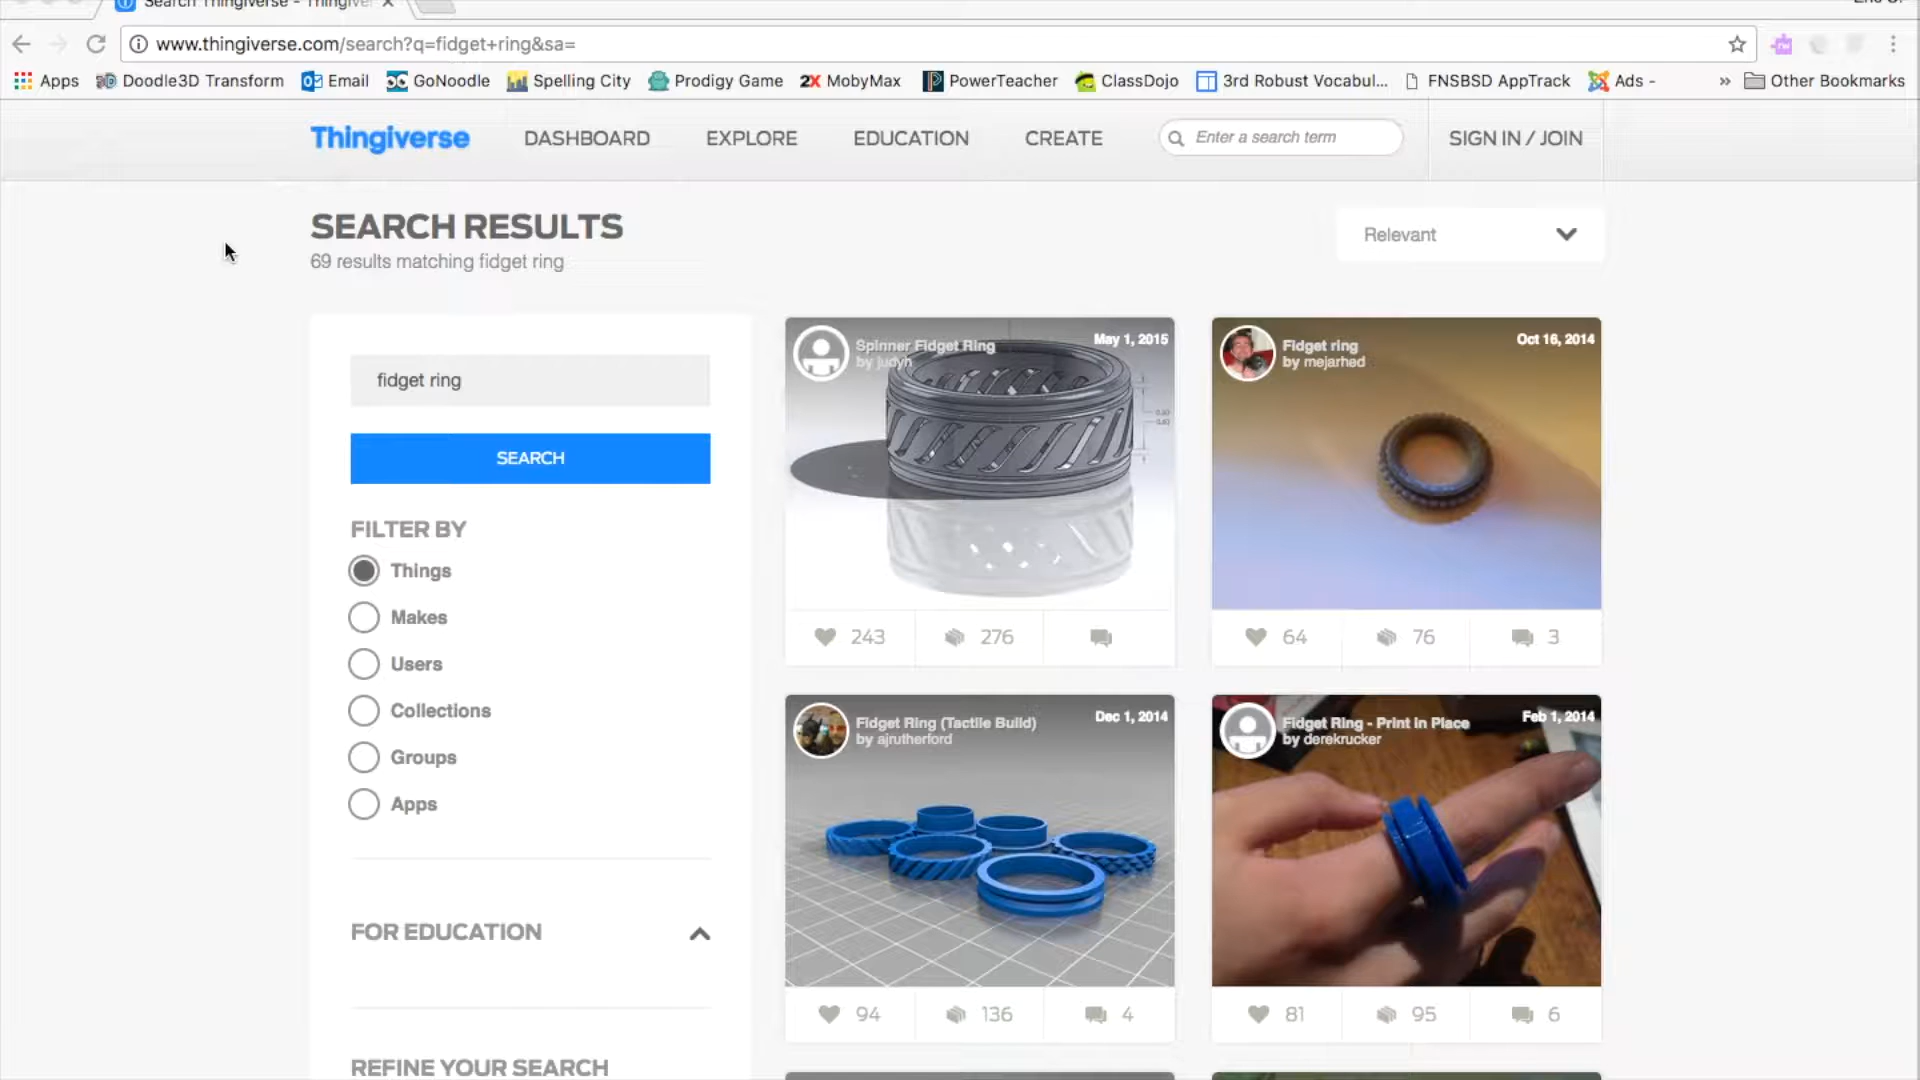 Search Thingiverse - Thingiver
www.thingiverse.com/search?q=fidget+ring&sa=
Apps Doodle3D Transform Email GoNoodle Spelling City Prodigy Game MobyMax PowerTeacher ClassDojo 3rd Robust Vocabul... FNSBSD AppTrack Ads - » Other Bookmarks
Thingiverse DASHBOARD EXPLORE EDUCATION CREATE Enter a search term SIGN IN / JOIN
SEARCH RESULTS
69 results matching fidget ring
Relevant
fidget ring
SEARCH
FILTER BY
Things
Makes
Users
Collections
Groups
Apps
FOR EDUCATION
REFINE YOUR SEARCH
Spinner Fidget Ring
by judyh
May 1, 2015
243 276
Fidget ring
by mejarhed
Oct 16, 2014
64 76 3
Fidget Ring (Tactile Build)
by ajrutherford
Dec 1, 2014
94 136 4
Fidget Ring - Print in Place
by derekrucker
Feb 1, 2014
81 95 6